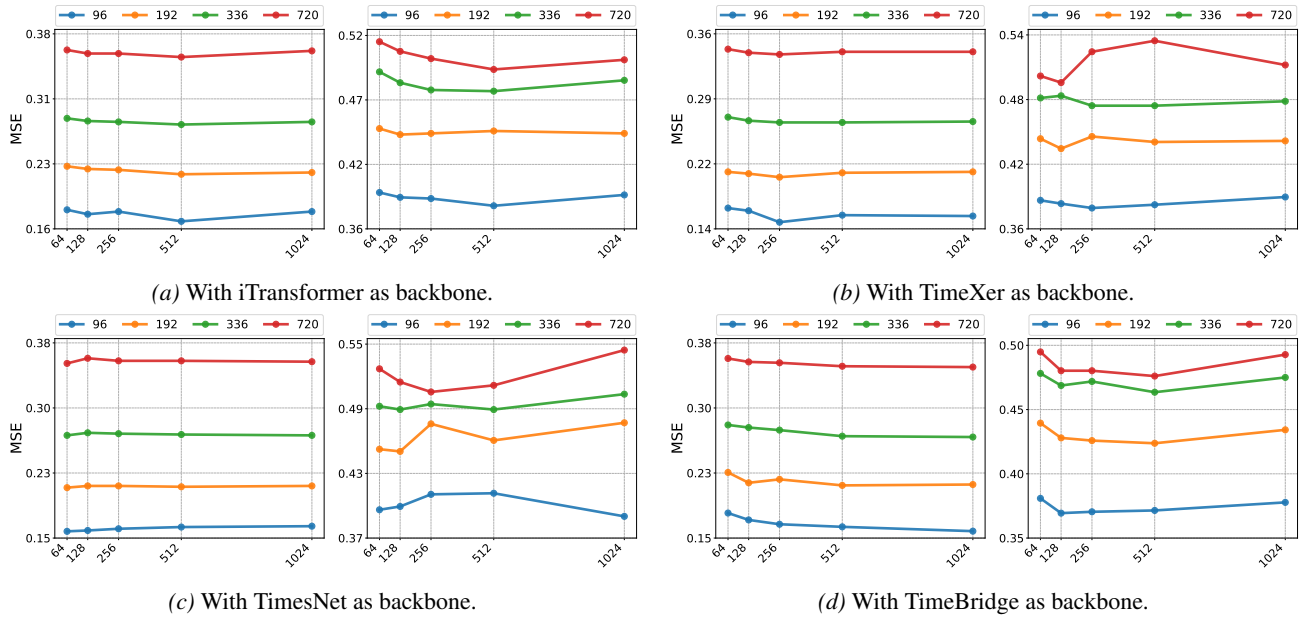 96 192 336 720 96 192 336 720 96 192 336 720 96 192 336 720
MSE 0.38 0.31 0.23 0.16
64 128 256 512 1024
0.52 0.47 0.42 0.36
64 128 256 512 1024
MSE 0.36 0.29 0.22 0.14
64 128 256 512 1024
0.54 0.48 0.42 0.36
64 128 256 512 1024
(a) With iTransformer as backbone.
(b) With TimeXer as backbone.
96 192 336 720 96 192 336 720 96 192 336 720 96 192 336 720
MSE 0.38 0.30 0.23 0.15
64 128 256 512 1024
0.55 0.49 0.43 0.37
64 128 256 512 1024
MSE 0.38 0.30 0.23 0.15
64 128 256 512 1024
0.50 0.45 0.40 0.35
64 128 256 512 1024
(c) With TimesNet as backbone.
(d) With TimeBridge as backbone.